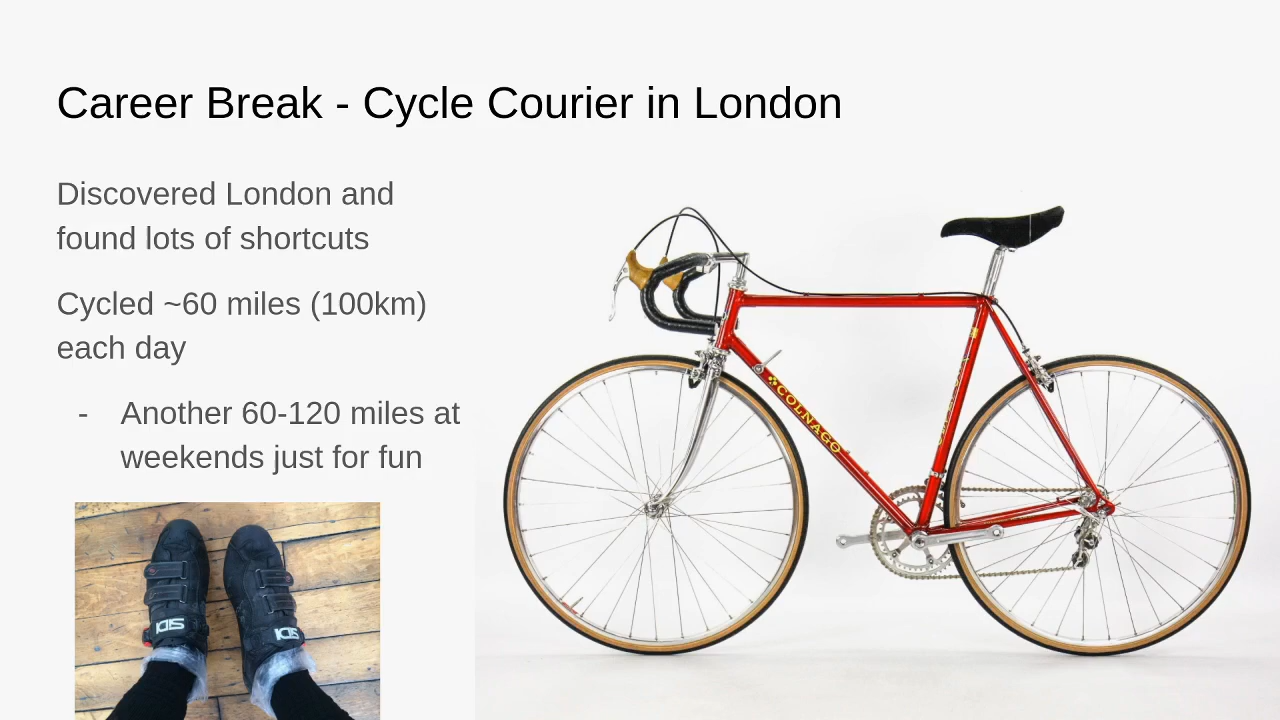 Career Break - Cycle Courier in London
Discovered London and
found lots of shortcuts
Cycled ~60 miles (100km)
each day
- Another 60-120 miles at
weekends just for fun
COLNAGO
SIDI
SIDI